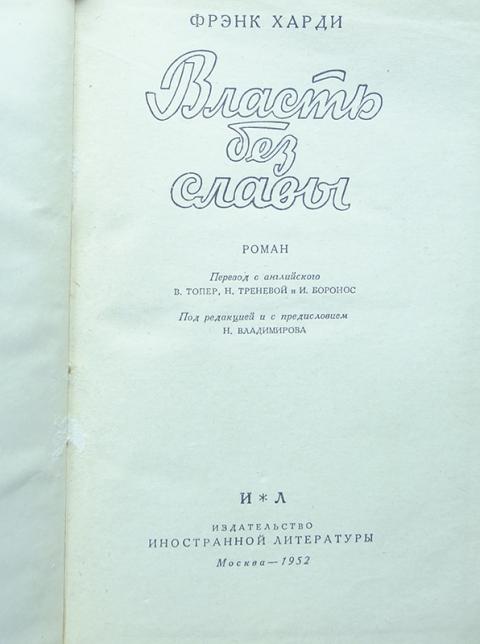 ФРЭНК ХАРДИ
Власть
без
славы
РОМАН
Перевод с английского
В. ТОПЕР, Н. ТРЕНЕВОЙ и И. БОРОНОС
Под редакцией и с предисловием
Н. ВЛАДИМИРОВА
И * Л
ИЗДАТЕЛЬСТВО
ИНОСТРАННОЙ ЛИТЕРАТУРЫ
Москва — 1952